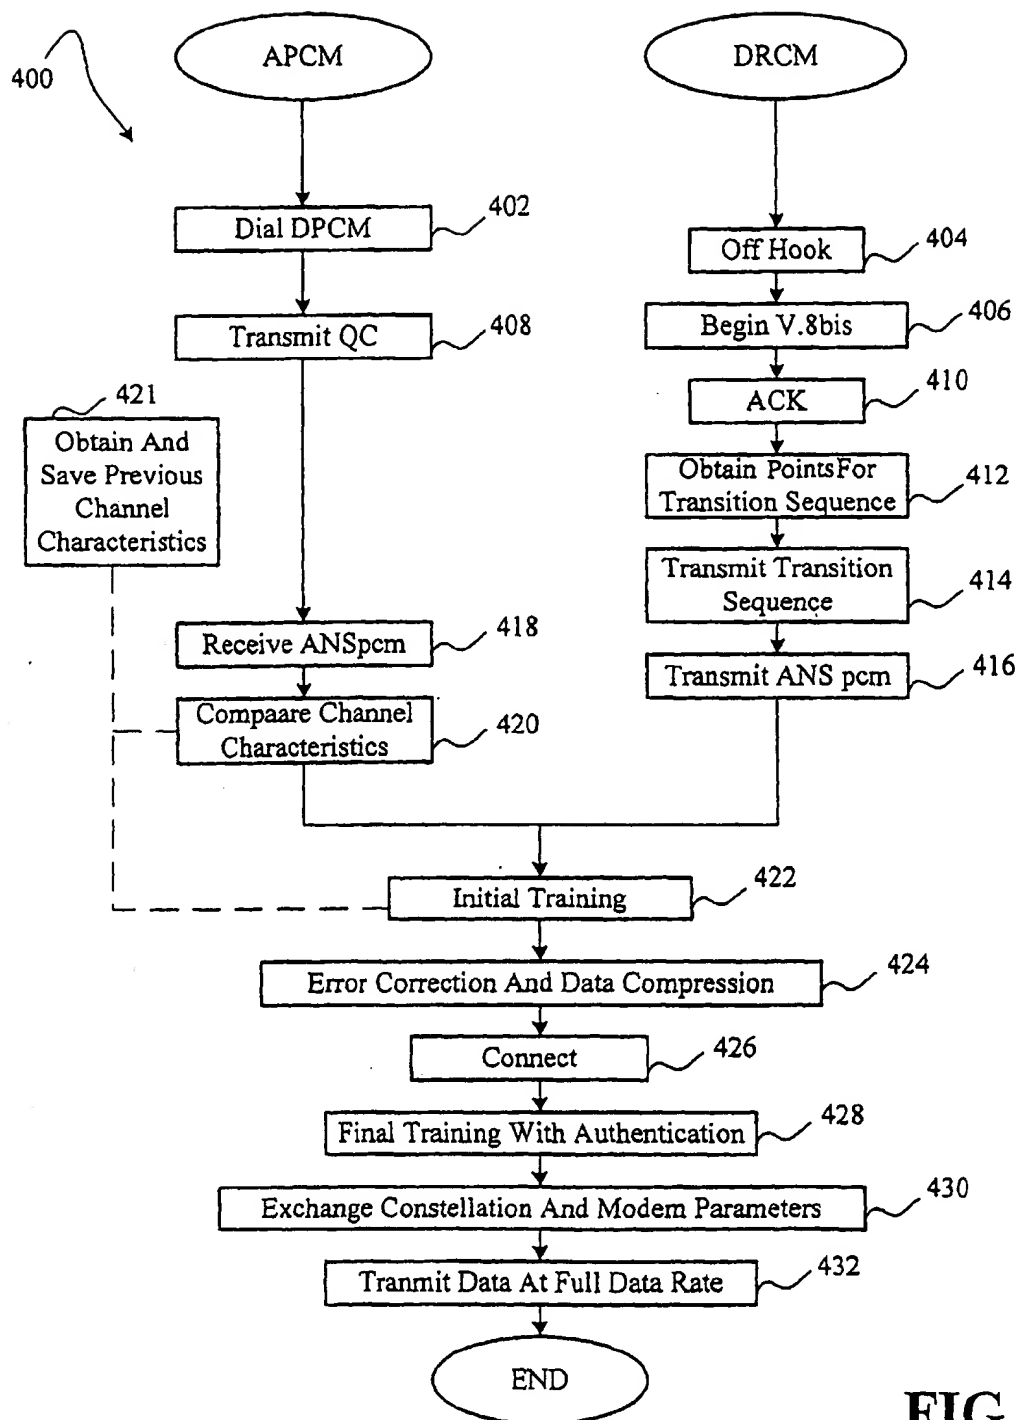 400
APCM
DRCM
Dial DPCM
402
Off Hook
404
Transmit QC
408
Begin V.8bis
406
ACK
410
421
Obtain And
Save Previous
Channel
Characteristics
Obtain PointsFor
Transition Sequence
412
Transmit Transition
Sequence
414
Receive ANSpcm
418
Transmit ANS pcm
416
Compaare Channel
Characteristics
420
Initial Training
422
Error Correction And Data Compression
424
Connect
426
Final Training With Authentication
428
Exchange Constellation And Modem Parameters
430
Tranmit Data At Full Data Rate
432
END
FIG